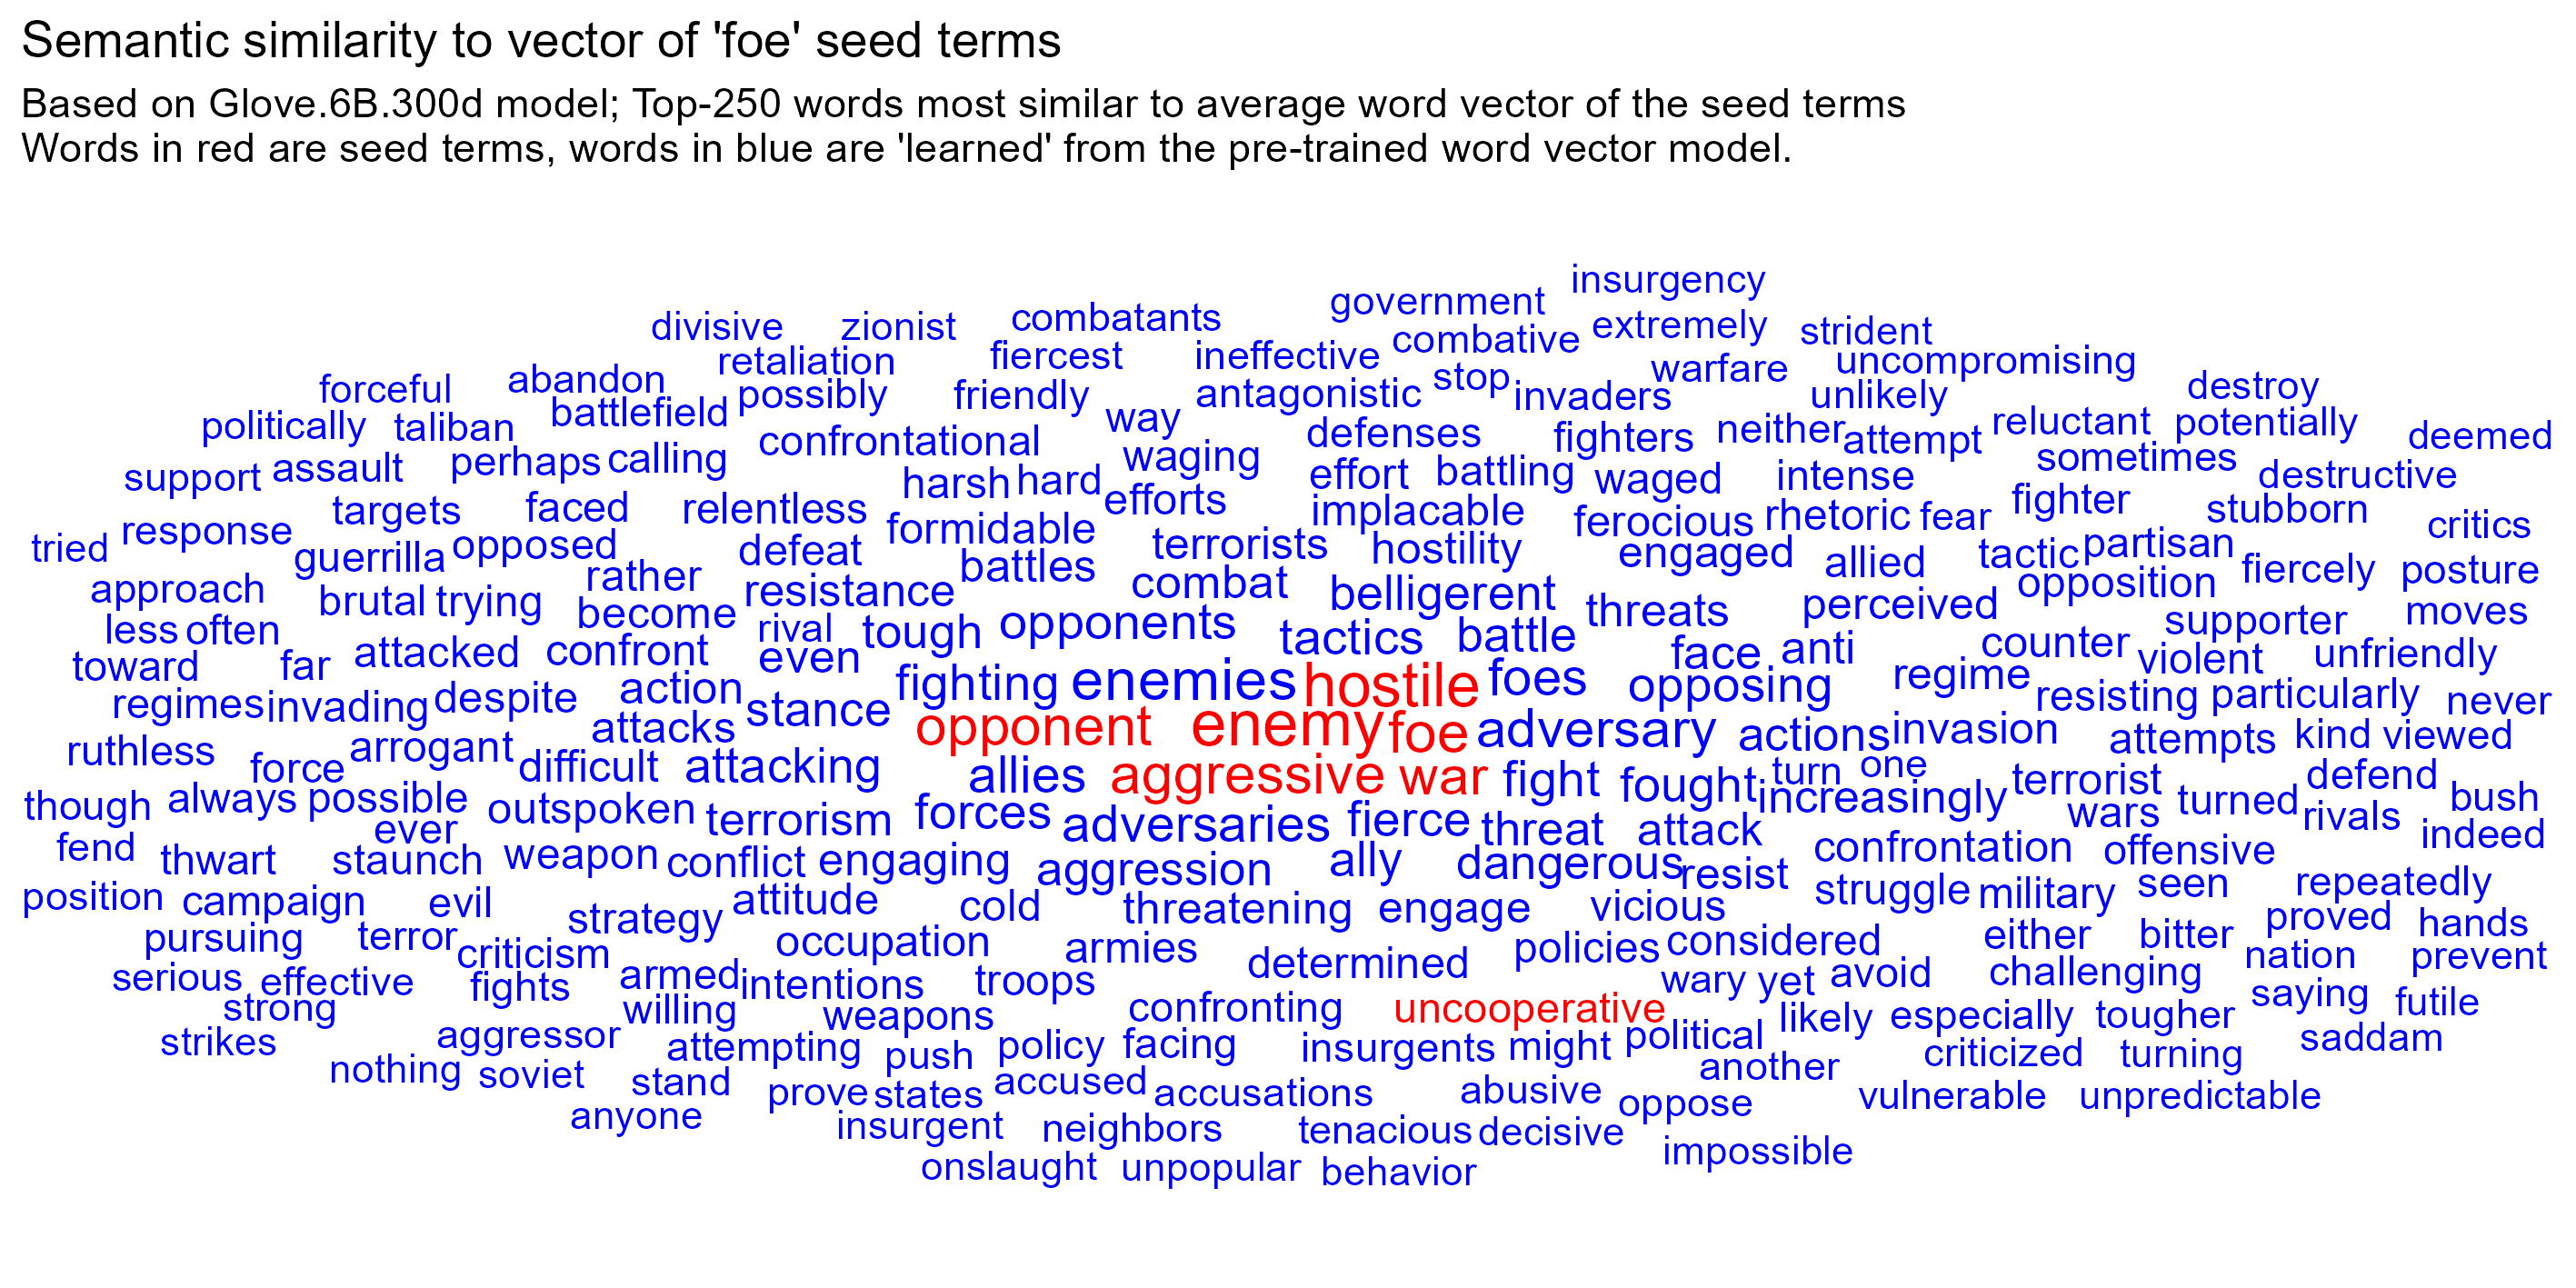 Semantic similarity to vector of 'foe' seed terms
Based on Glove.6B.300d model; Top-250 words most similar to average word vector of the seed terms
Words in red are seed terms, words in blue are 'learned' from the pre-trained word vector model.
insurgency
divisive zionist combatants government combative extremely strident
retaliation fiercest ineffective stop warfare uncompromising
forceful abandon possibly friendly antagonistic invaders unlikely destroy
politically taliban battlefield confrontational way defenses fighters neither attempt reluctant potentially deemed
support assault perhaps calling harsh hard waging effort battling waged intense sometimes destructive
targets faced relentless formidable efforts implacable ferocious rhetoric fear fighter stubborn critics
tried response guerrilla opposed defeat battles terrorists hostility engaged allied tactic partisan
approach brutal trying rather become resistance combat belligerent threats perceived opposition fiercely posture
less often rival tough opponents tactics battle face anti counter supporter moves
toward far attacked confront even fighting enemies hostile foes opposing regime violent unfriendly
regimes invading despite action stance resisting particularly never
ruthless arrogant attacks opponent enemy foe adversary actions invasion attempts kind viewed
force difficult attacking allies aggressive war fight fought turn one terrorist defend
though always possible outspoken terrorism forces adversaries fierce threat attack increasingly wars turned rivals bush
fend thwart ever staunch weapon conflict engaging aggression ally dangerous resist confrontation offensive indeed
position campaign evil strategy attitude cold threatening engage vicious struggle military seen repeatedly
pursuing terror criticism occupation armies determined policies considered either bitter proved hands
serious effective fights armed intentions troops wary yet avoid challenging nation prevent
strong willing weapons confronting uncooperative likely especially tougher saying futile
strikes aggressor attempting push policy facing insurgents might political criticized turning saddam
nothing soviet stand prove states accused accusations abusive another vulnerable unpredictable
anyone insurgent neighbors tenacious decisive oppose
onslaught unpopular behavior impossible